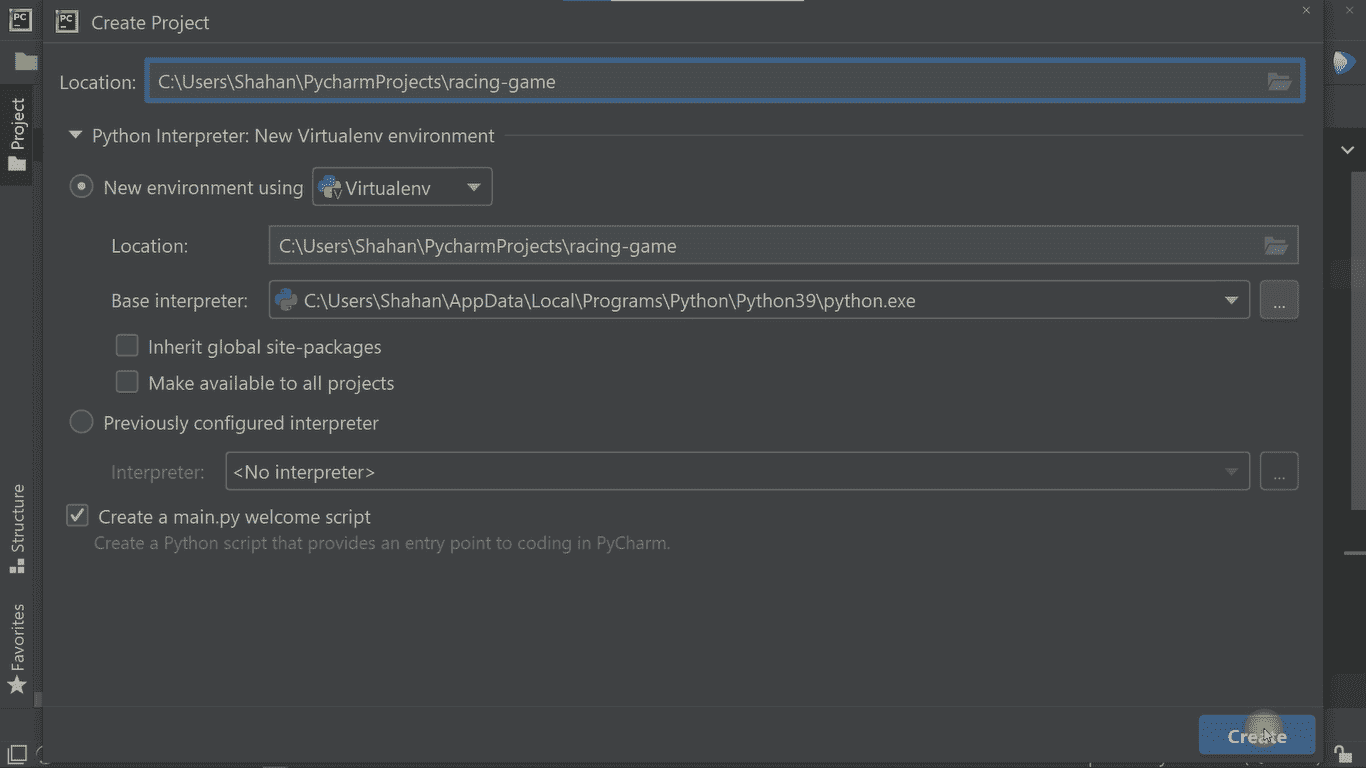 PC
PC Create Project
Location: C:\Users\Shahan\PycharmProjects\racing-game
Project
Python Interpreter: New Virtualenv environment
New environment using Virtualenv
Location: C:\Users\Shahan\PycharmProjects\racing-game
Base interpreter: C:\Users\Shahan\AppData\Local\Programs\Python\Python39\python.exe ...
Inherit global site-packages
Make available to all projects
Previously configured interpreter
Interpreter: <No interpreter> ...
Create a main.py welcome script
Create a Python script that provides an entry point to coding in PyCharm.
Structure
Favorites
Create